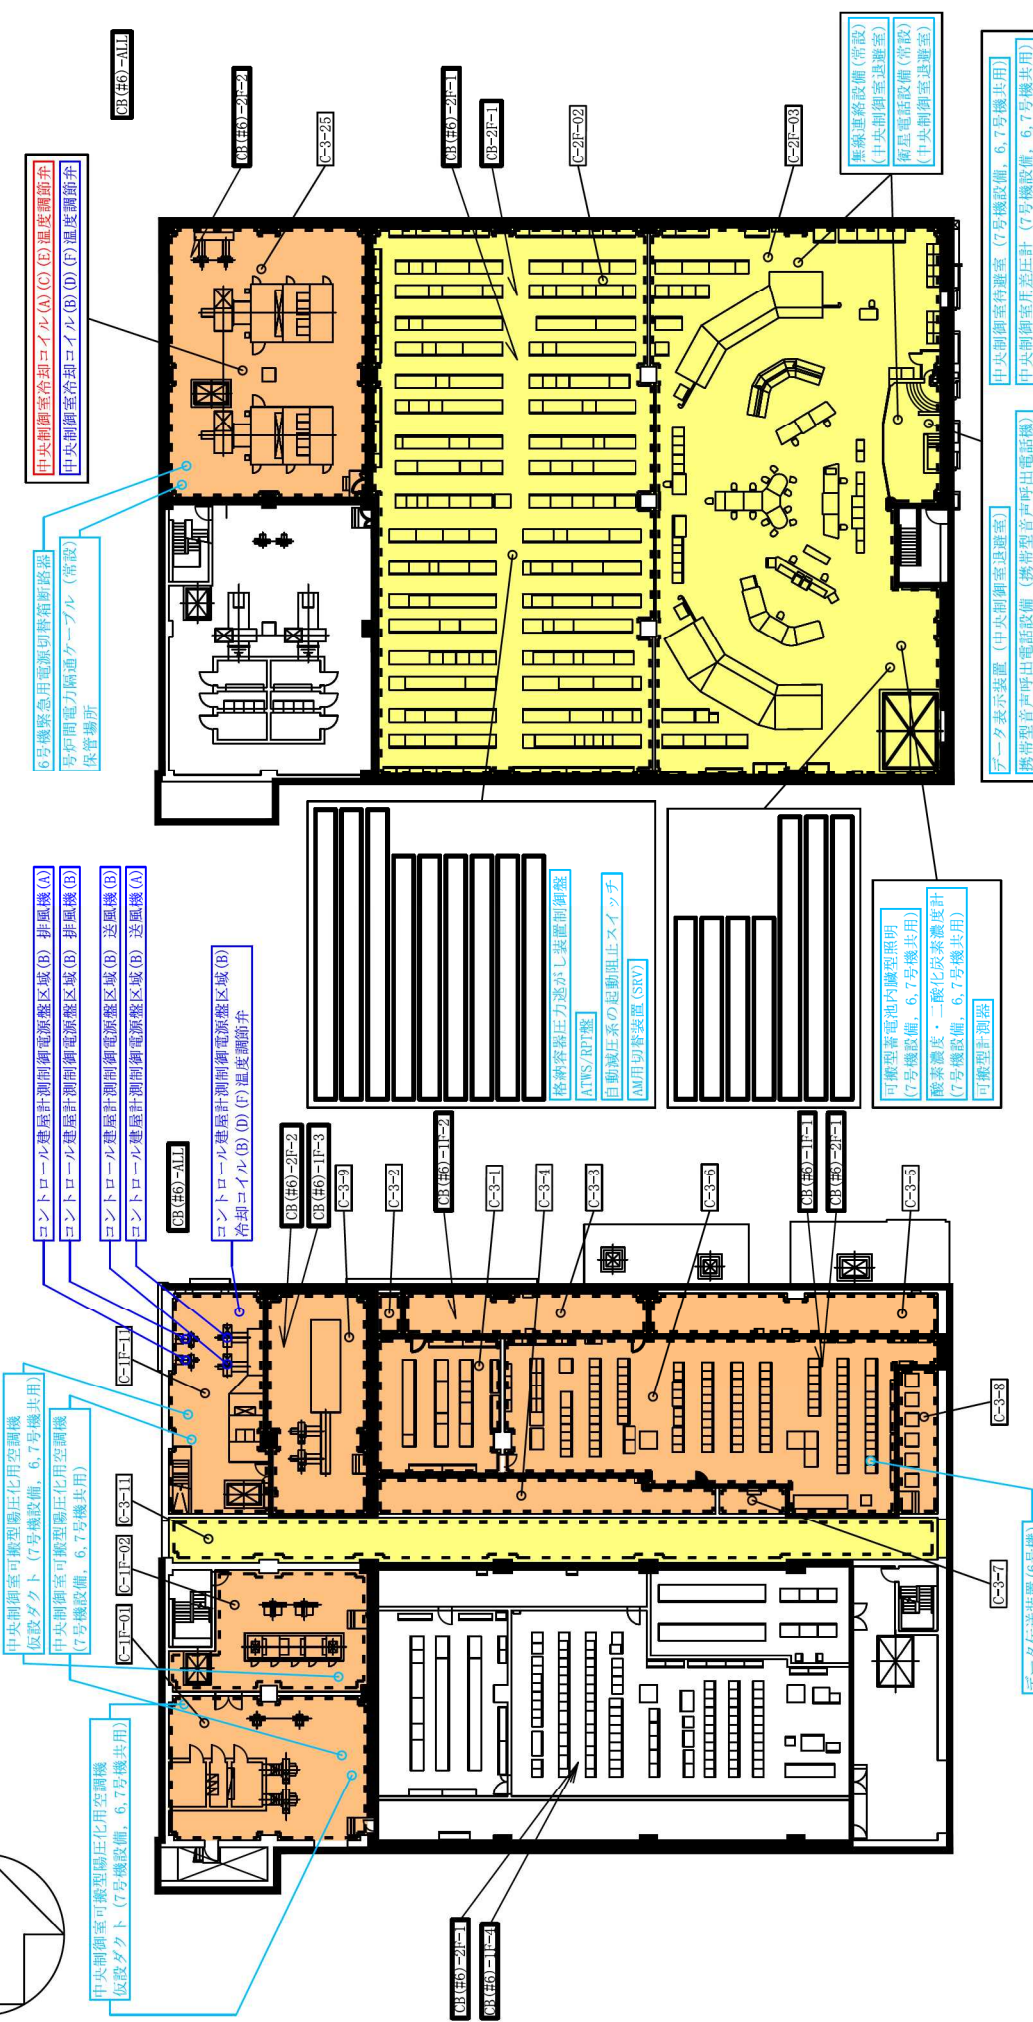 CB(#6)-ALL
中央制御室冷却コイル(A)(C)(E)温度調節弁
中央制御室冷却コイル(B)(D)(F)温度調節弁
CB(#6)-2F-2
C-3-25
6号機緊急用電源切替箱断路器
号炉間電力融通ケーブル（常設）
保管場所
CB(#6)-2F-1
CB-2F-1
C-2F-02
C-2F-03
無線連絡設備(常設)
(中央制御室退避室)
衛星電話設備(常設)
(中央制御室退避室)
中央制御室待避室（7号機設備，6,7号機共用）
中央制御室用差圧計（7号機設備，6,7号機共用）
データ表示装置（中央制御室退避室）
携帯型音声呼出電話設備（携帯型音声呼出電話機）
格納容器圧力逃がし装置制御盤
ATWS/RPT盤
自動減圧系の起動阻止スイッチ
AM用切替装置(SRV)
可搬型蓄電池内臓型照明
(7号機設備，6,7号機共用)
酸素濃度・二酸化炭素濃度計
(7号機設備，6,7号機共用)
可搬型計測器
コントロール建屋計測制御電源盤区域(B) 排風機(A)
コントロール建屋計測制御電源盤区域(B) 排風機(B)
コントロール建屋計測制御電源盤区域(B) 送風機(B)
コントロール建屋計測制御電源盤区域(B) 送風機(A)
CB(#6)-ALL
コントロール建屋計測制御電源盤区域(B)
冷却コイル(B)(D)(F)温度調節弁
CB(#6)-2F-2
CB(#6)-1F-3
C-3-9
C-3-2
CB(#6)-1F-2
C-3-1
C-3-4
C-3-3
C-3-6
CB(#6)-1F-1
CB(#6)-2F-1
C-3-5
中央制御室可搬型陽圧化用空調機
仮設ダクト（7号機設備，6,7号機共用）
中央制御室可搬型陽圧化用空調機
(7号機設備，6,7号機共用)
C-1F-11
C-3-11
C-1F-02
C-1F-01
中央制御室可搬型陽圧化用空調機
仮設ダクト（7号機設備，6,7号機共用）
C-3-8
C-3-7
データ伝送装置(6号機)
CB(#6)-2F-1
CB(#6)-1F-4